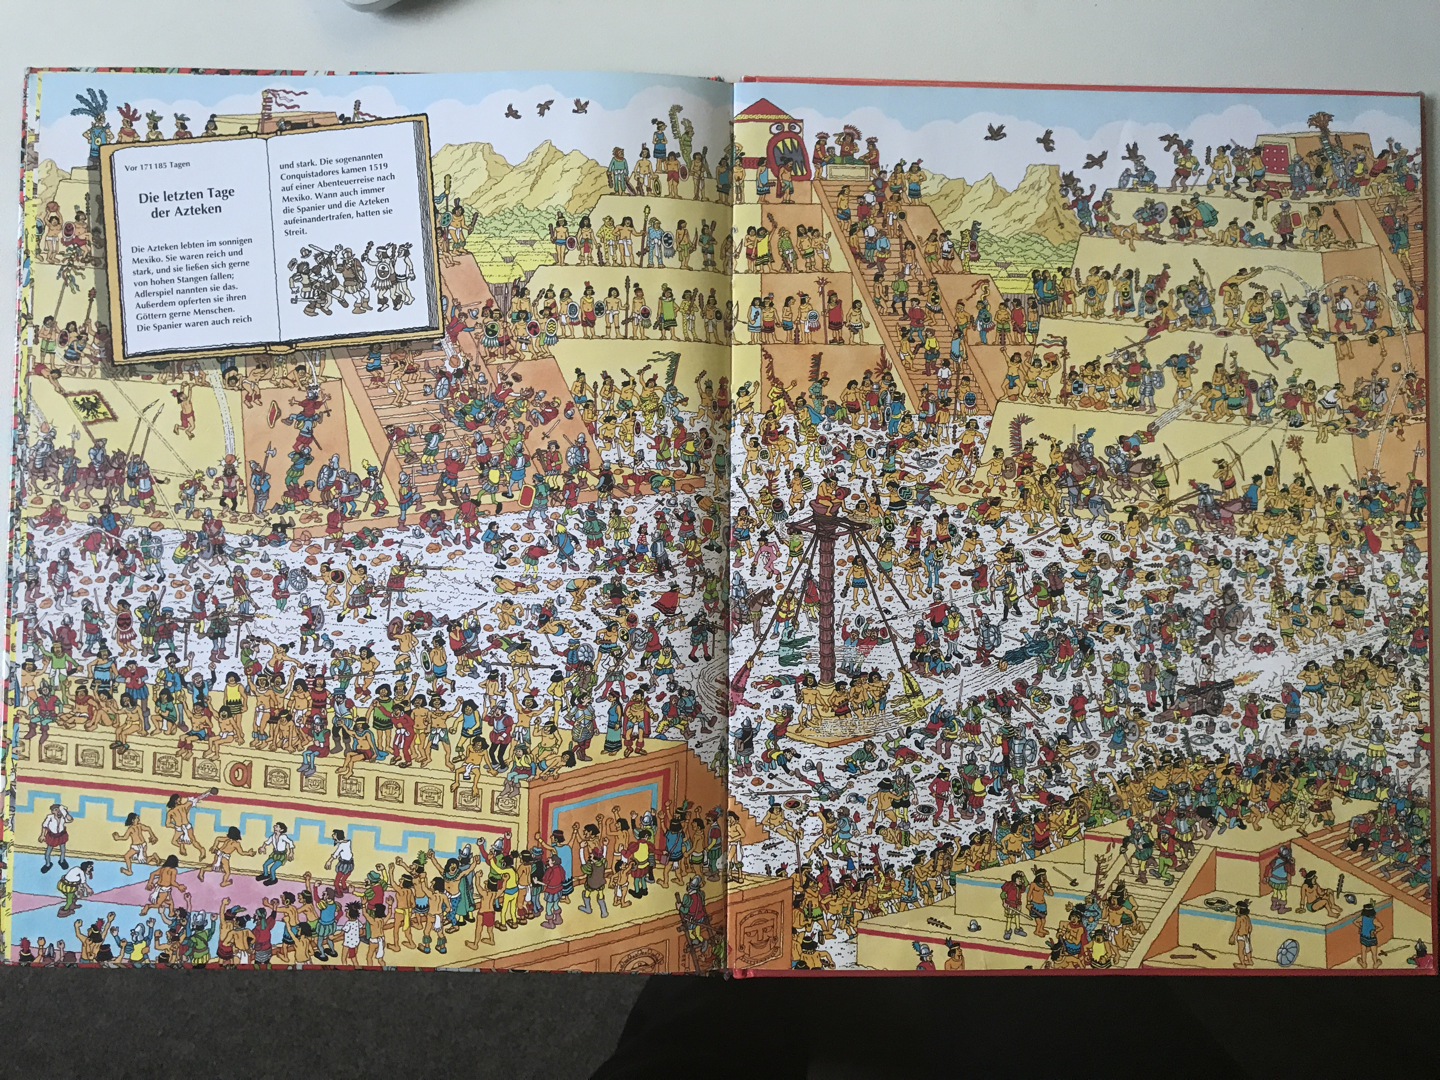 Vor 171 185 Tagen
Die letzten Tage
der Azteken
Die Azteken lebten im sonnigen
Mexiko. Sie waren reich und
stark, und sie ließen sich gerne
von hohen Stangen fallen;
Adlerspiel nannten sie das.
Außerdem opferten sie ihren
Göttern gerne Menschen.
Die Spanier waren auch reich
und stark. Die sogenannten
Conquistadores kamen 1519
auf einer Abenteuerreise nach
Mexiko. Wann auch immer
die Spanier und die Azteken
aufeinandertrafen, hatten sie
Streit.